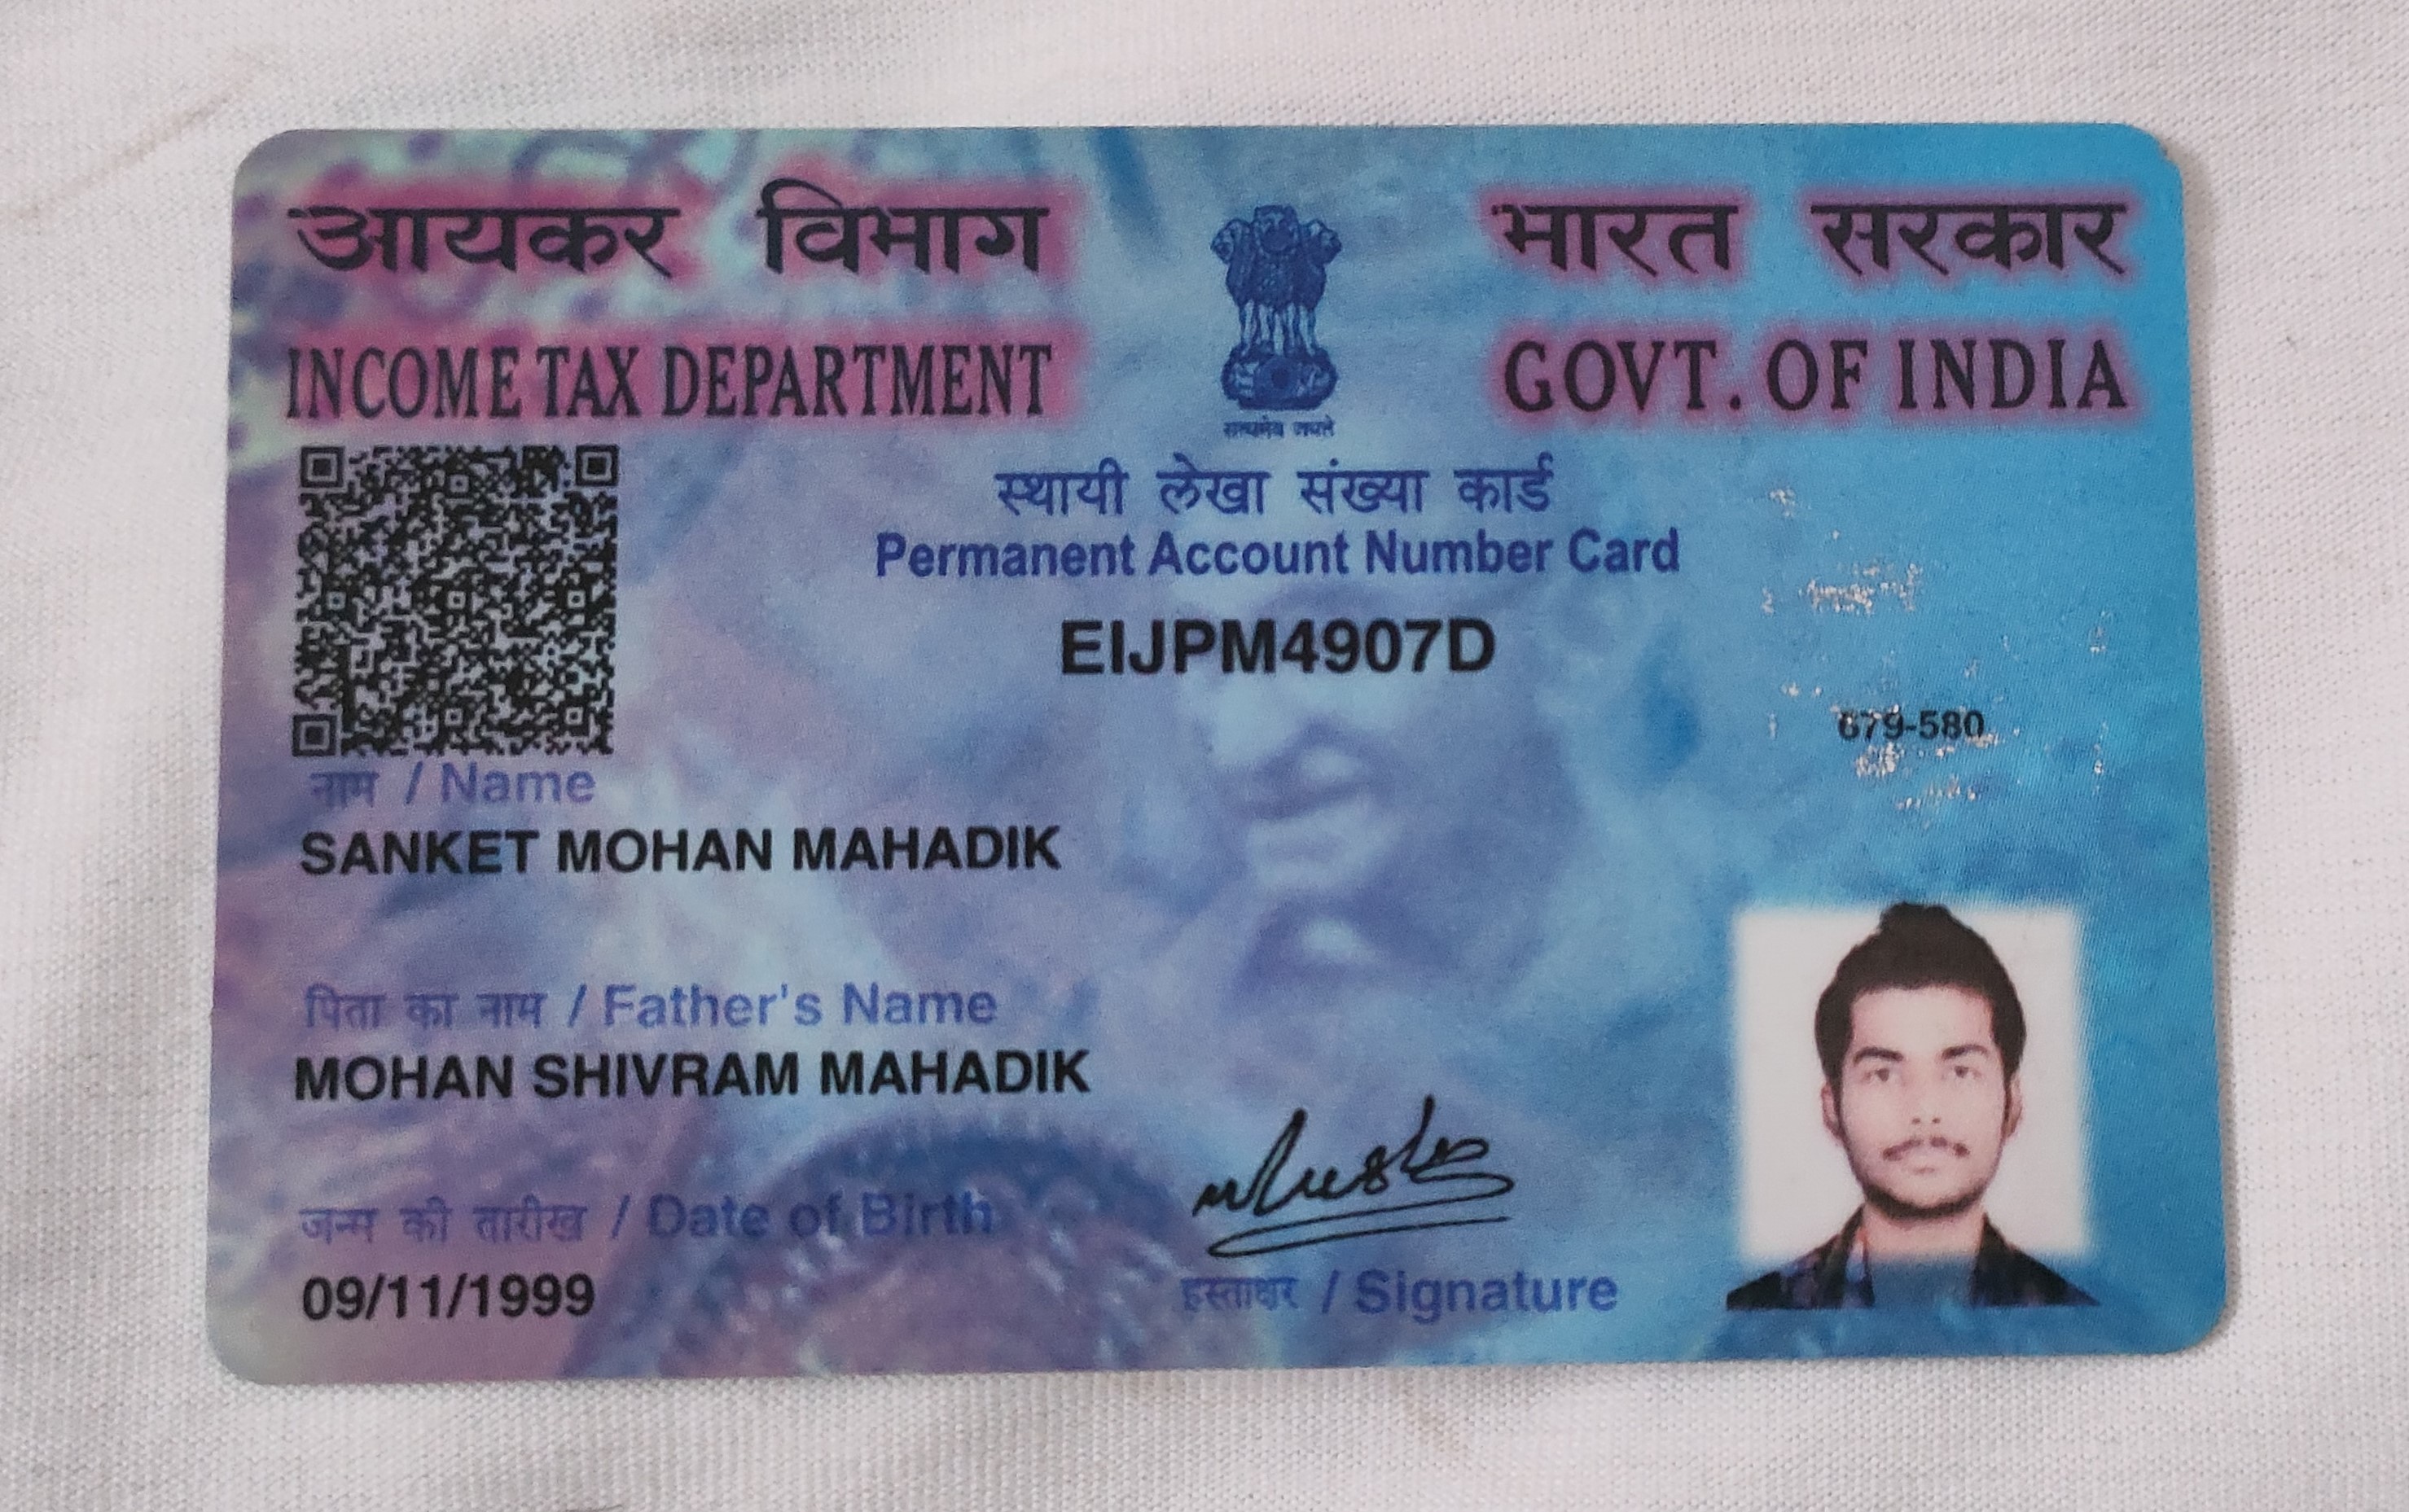 आयकर विभाग
INCOME TAX DEPARTMENT
सत्यमेव जयते
भारत सरकार
GOVT. OF INDIA
स्थायी लेखा संख्या कार्ड
Permanent Account Number Card
EIJPM4907D
679-580
नाम / Name
SANKET MOHAN MAHADIK
पिता का नाम / Father's Name
MOHAN SHIVRAM MAHADIK
जन्म की तारीख / Date of Birth
09/11/1999
हस्ताक्षर / Signature